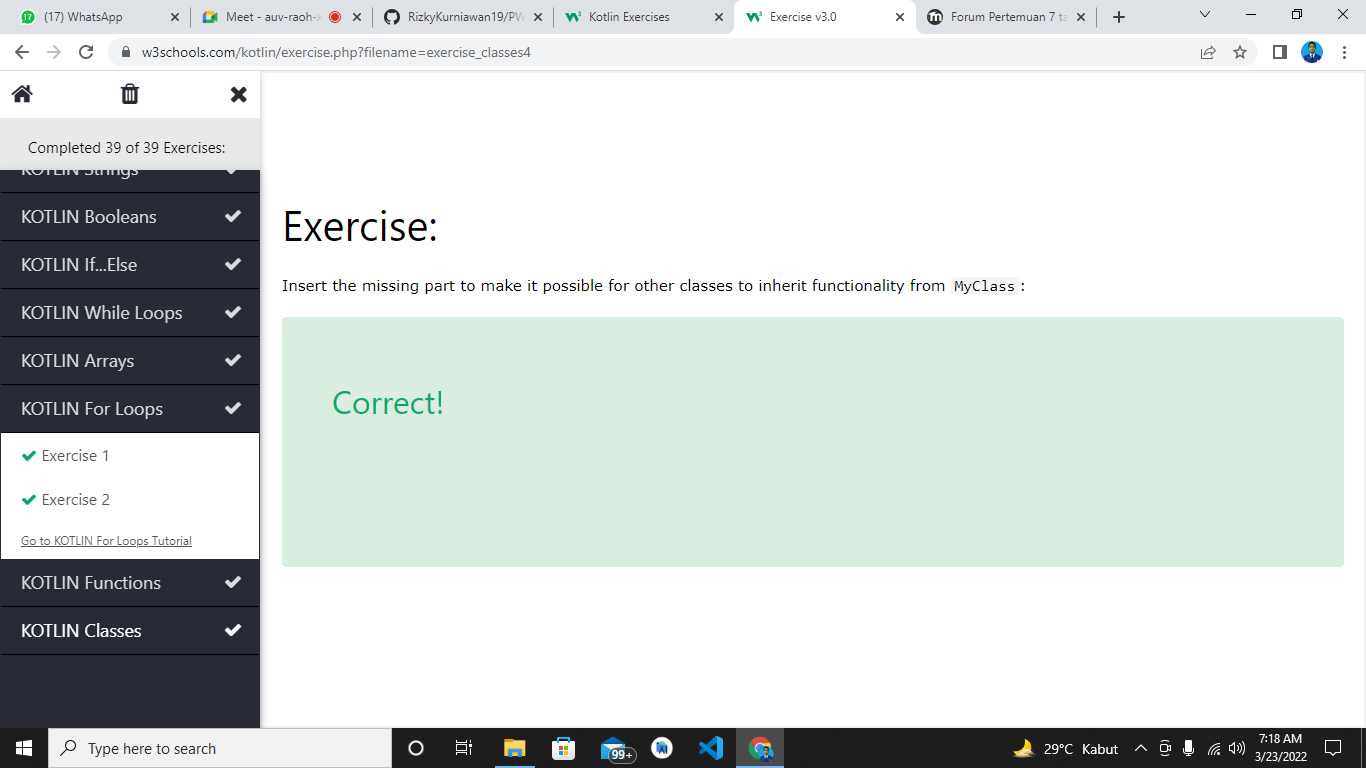 (17) WhatsApp
Meet - auv-raoh-
RizkyKurniawan19/PW
Kotlin Exercises
Exercise v3.0
Forum Pertemuan 7 ta
w3schools.com/kotlin/exercise.php?filename=exercise_classes4
Completed 39 of 39 Exercises:
KOTLIN Strings
KOTLIN Booleans
KOTLIN If...Else
KOTLIN While Loops
KOTLIN Arrays
KOTLIN For Loops
Exercise 1
Exercise 2
Go to KOTLIN For Loops Tutorial
KOTLIN Functions
KOTLIN Classes
Exercise:
Insert the missing part to make it possible for other classes to inherit functionality from MyClass:
Correct!
Type here to search
99+
29°C Kabut
7:18 AM
3/23/2022